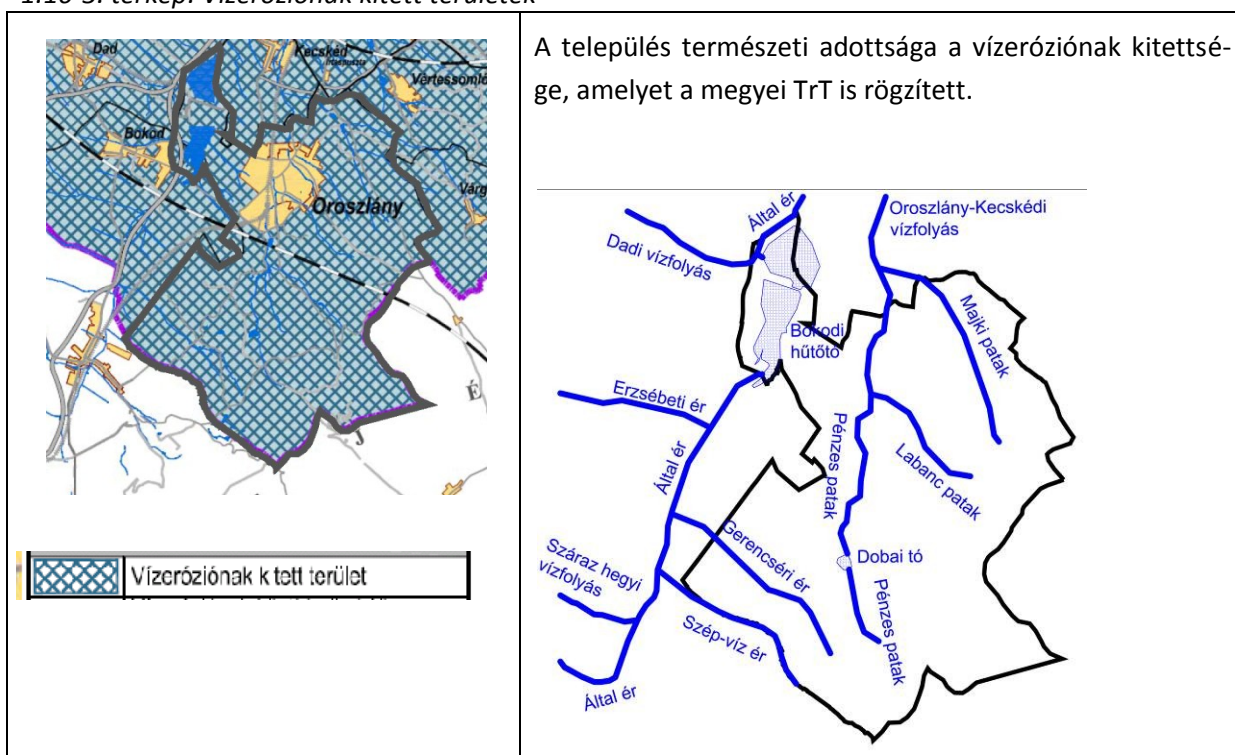 1.16-3. térkép: Vízeróziónak kitett területek
Dad
Kecskéd
Vértessomló
Bokod
Oroszlány
Várg
É
J
Vízeróziónak k tett terület
A település természeti adottsága a vízeróziónak kitettsé-
ge, amelyet a megyei TrT is rögzített.
Által ér
Oroszlány-Kecskédi
vízfolyás
Dadi vízfolyás
Majki patak
Bokodi
hűtőtó
Erzsébeti ér
Pénzes patak
Labanc patak
Által ér
Gerencséri ér
Dobai tó
Száraz hegyi
vízfolyás
Pénzes patak
Szép-víz ér
Által ér